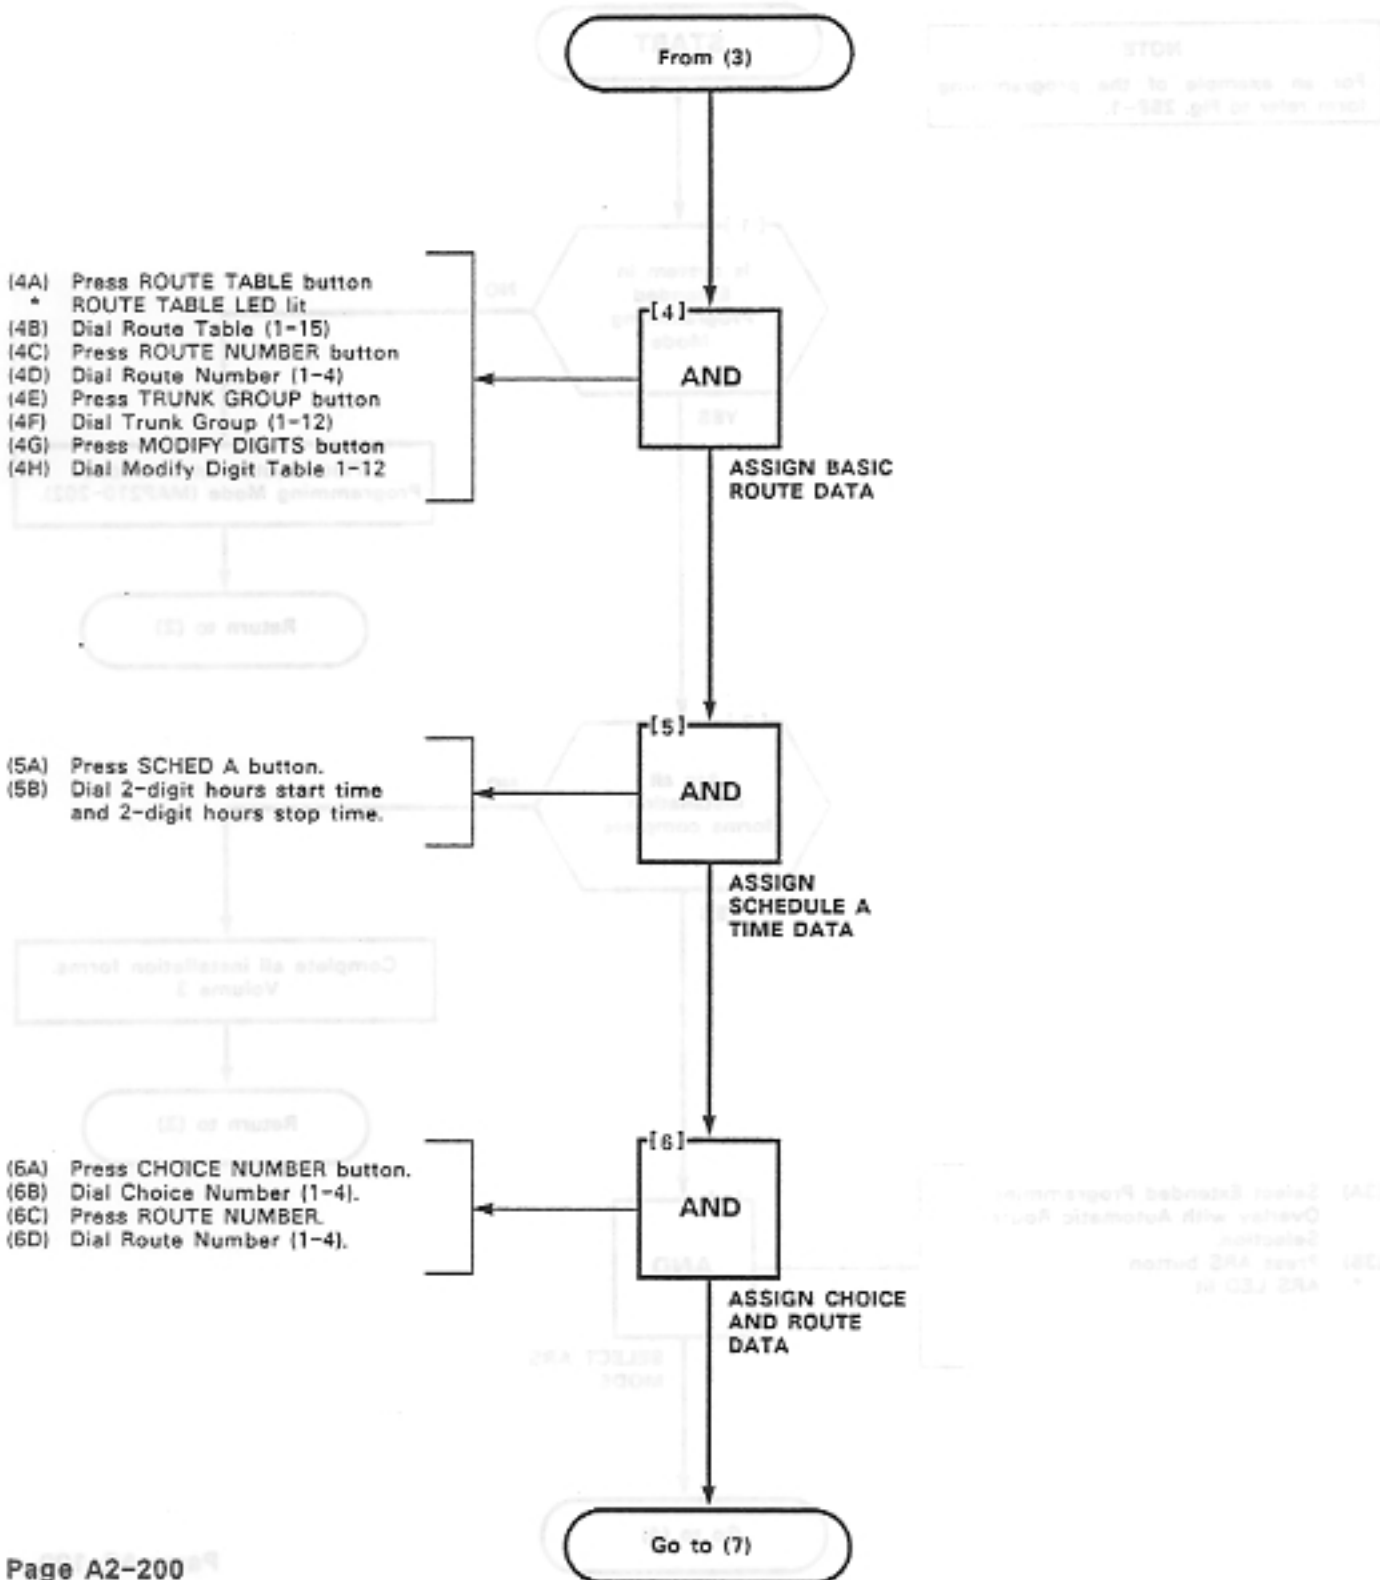 From (3)
(4A) Press ROUTE TABLE button
* ROUTE TABLE LED lit
(4B) Dial Route Table (1-15)
(4C) Press ROUTE NUMBER button
(4D) Dial Route Number (1-4)
(4E) Press TRUNK GROUP button
(4F) Dial Trunk Group (1-12)
(4G) Press MODIFY DIGITS button
(4H) Dial Modify Digit Table 1-12
[4]
AND
ASSIGN BASIC
ROUTE DATA
(5A) Press SCHED A button.
(5B) Dial 2-digit hours start time
and 2-digit hours stop time.
[5]
AND
ASSIGN
SCHEDULE A
TIME DATA
(6A) Press CHOICE NUMBER button.
(6B) Dial Choice Number (1-4).
(6C) Press ROUTE NUMBER.
(6D) Dial Route Number (1-4).
[6]
AND
ASSIGN CHOICE
AND ROUTE
DATA
Go to (7)
Page A2-200